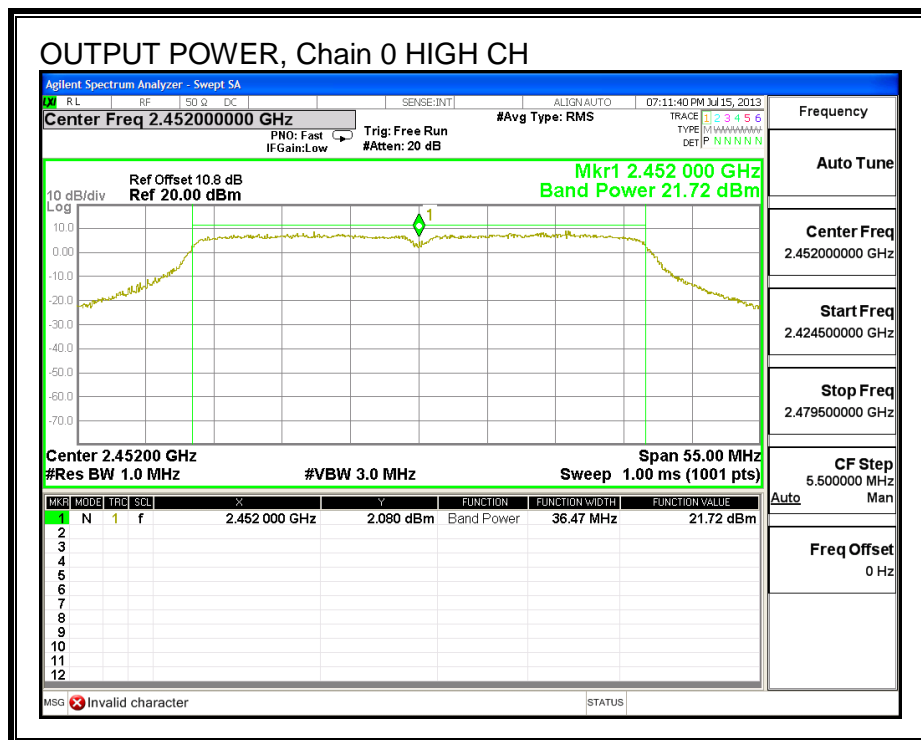 OUTPUT POWER, Chain 0 HIGH CH
Agilent Spectrum Analyzer - Swept SA
LXI RL RF 50 Ω DC SENSE:INT ALIGN AUTO 07:11:40 PM Jul 15, 2013
Center Freq 2.452000000 GHz #Avg Type: RMS TRACE 1 2 3 4 5 6
PNO: Fast Trig: Free Run TYPE M WWWWW
IFGain:Low #Atten: 20 dB DET P N N N N N
Mkr1 2.452 000 GHz
Ref Offset 10.8 dB
Band Power 21.72 dBm
10 dB/div Ref 20.00 dBm
Log
1
10.0
0.00
-10.0
-20.0
-30.0
-40.0
-50.0
-60.0
-70.0
Center 2.45200 GHz Span 55.00 MHz
#Res BW 1.0 MHz #VBW 3.0 MHz Sweep 1.00 ms (1001 pts)
MKR MODE TRC SCL X Y FUNCTION FUNCTION WIDTH FUNCTION VALUE
1 N 1 f 2.452 000 GHz 2.080 dBm Band Power 36.47 MHz 21.72 dBm
2
3
4
5
6
7
8
9
10
11
12
MSG Invalid character STATUS
Frequency
Auto Tune
Center Freq
2.452000000 GHz
Start Freq
2.424500000 GHz
Stop Freq
2.479500000 GHz
CF Step
5.500000 MHz
Auto Man
Freq Offset
0 Hz